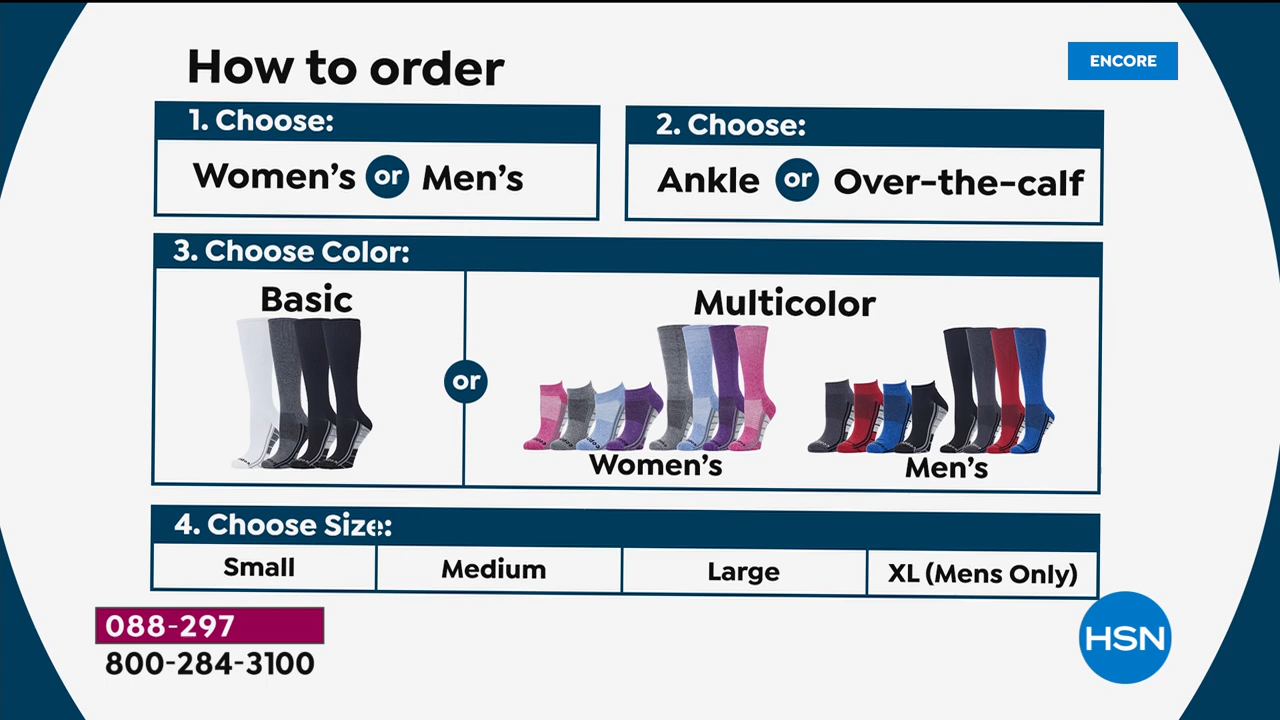 How to order
ENCORE
1. Choose:
Women's or Men's
2. Choose:
Ankle or Over-the-calf
3. Choose Color:
Basic
or
Multicolor
Women's
Men's
4. Choose Size:
Small
Medium
Large
XL (Mens Only)
088-297
800-284-3100
HSN